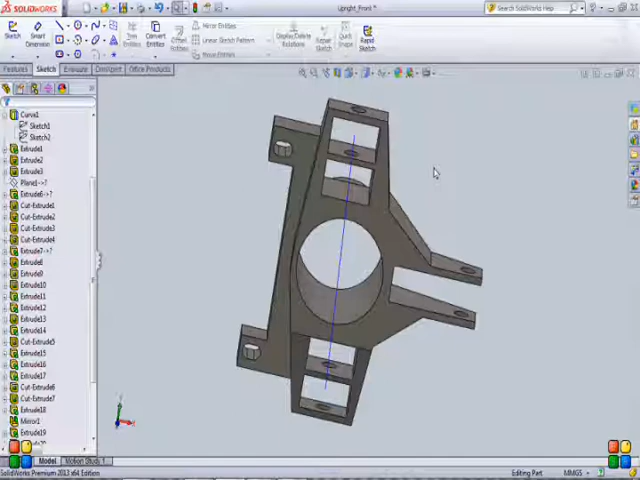 SOLIDWORKS
Upright_Front *
Search SolidWorks Help
Sketch
Smart Dimension
Trim Entities
Convert Entities
Offset Entities
Mirror Entities
Linear Sketch Pattern
Move Entities
Display/Delete Relations
Repair Sketch
Quick Snaps
Rapid Sketch
Features
Sketch
Evaluate
DimXpert
Office Products
Curve1
Sketch1
Sketch2
Extrude1
Extrude2
Extrude3
Plane1->?
Extrude6->?
Cut-Extrude1
Cut-Extrude2
Cut-Extrude3
Cut-Extrude4
Extrude7->?
Extrude8
Extrude9
Extrude10
Extrude11
Extrude12
Extrude13
Extrude14
Cut-Extrude5
Extrude15
Extrude16
Extrude17
Cut-Extrude6
Cut-Extrude7
Extrude18
Mirror1
Extrude19
Model
Motion Study 1
SolidWorks Premium 2013 x64 Edition
Editing Part
MMGS